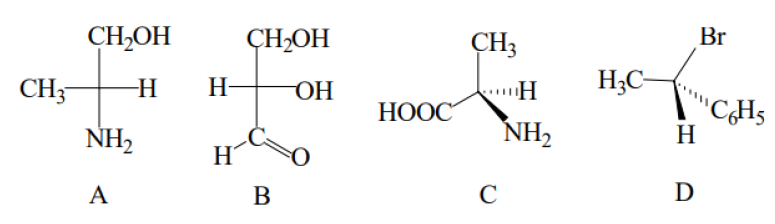 CH₂OH
CH₃ H
NH₂
A
CH₂OH
H OH
H C O
B
CH₃
H
HOOC
NH₂
C
Br
H₃C
C₆H₅
H
D